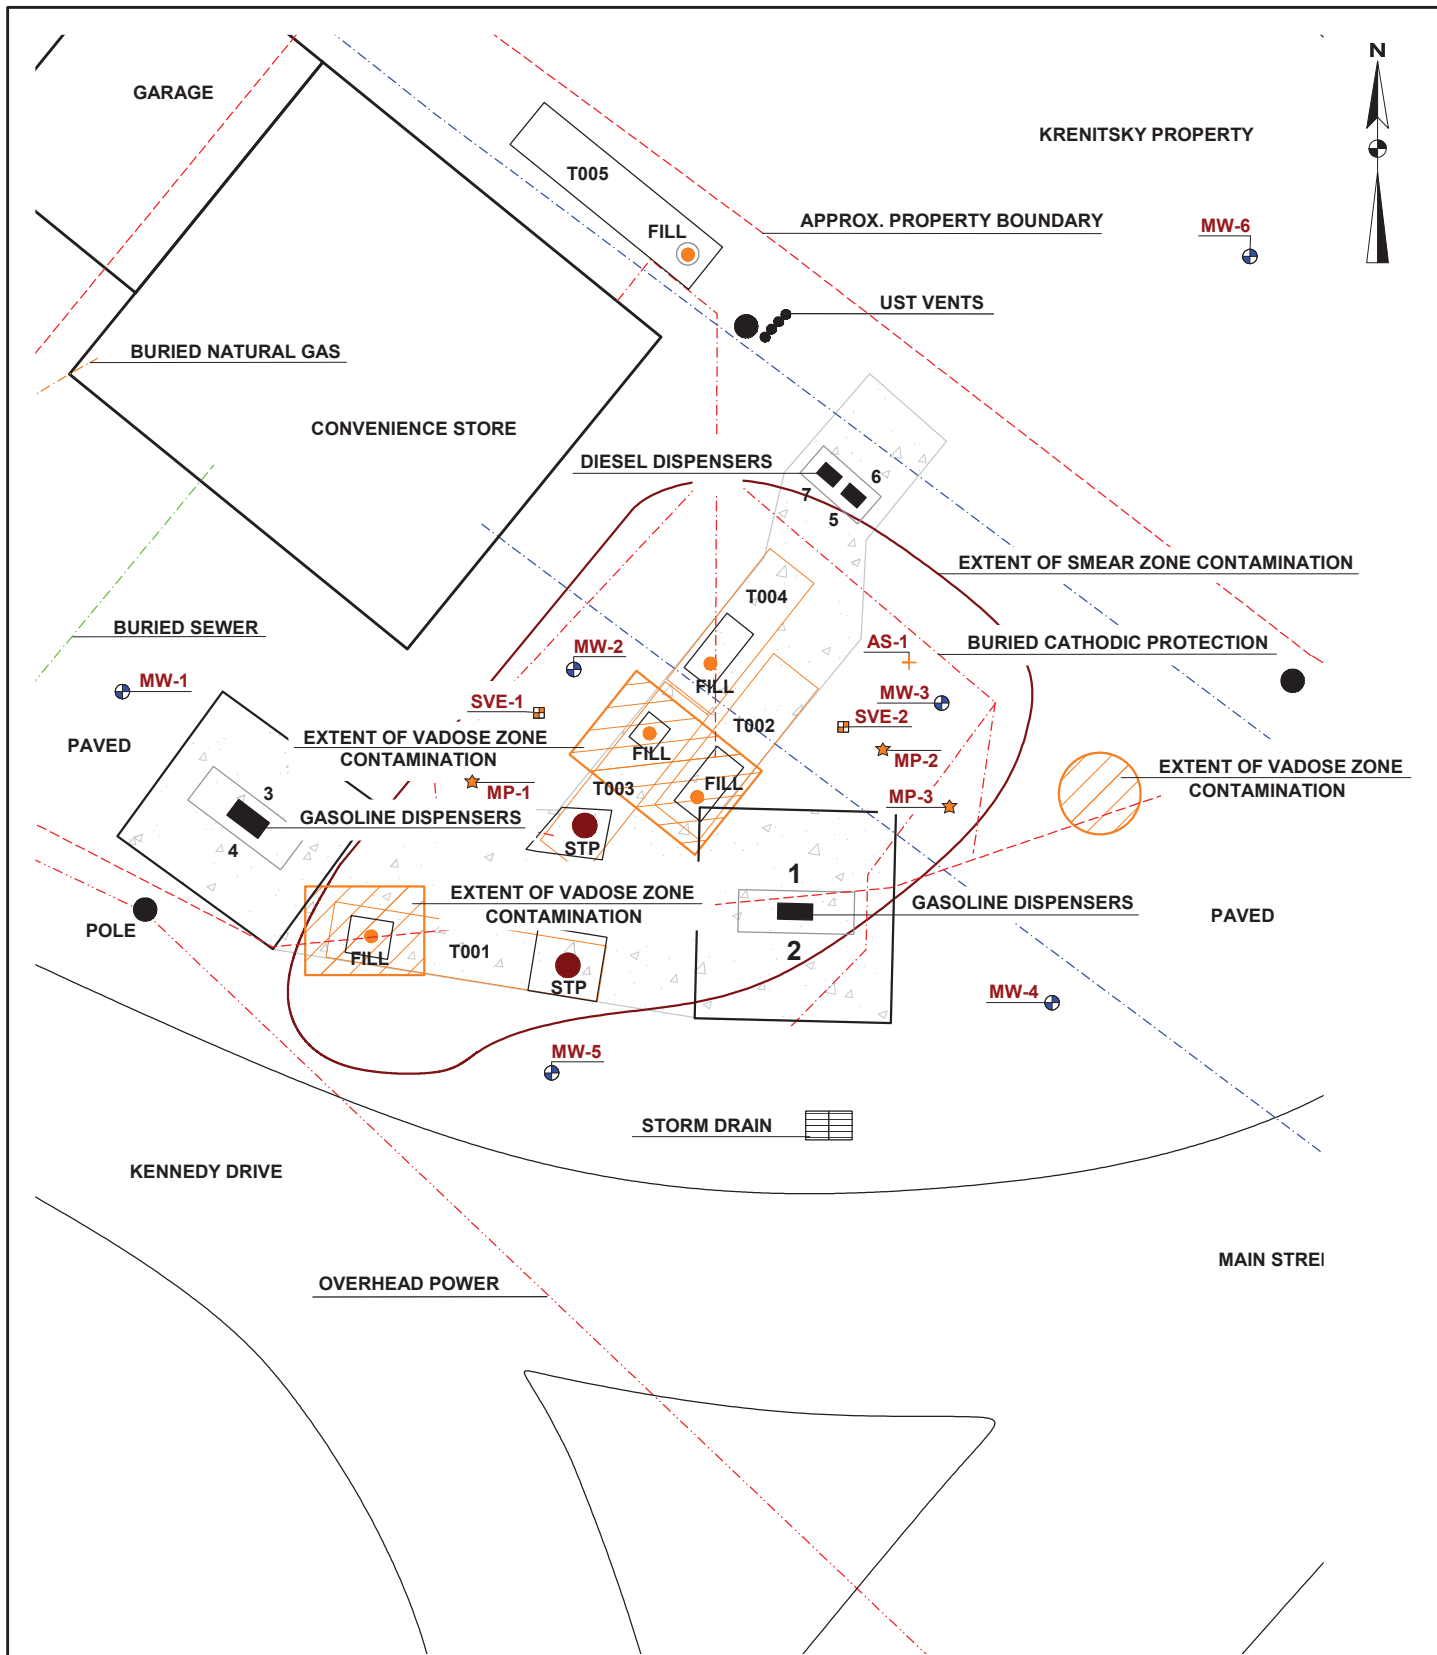 N
GARAGE
KRENITSKY PROPERTY
T005
APPROX. PROPERTY BOUNDARY
MW-6
FILL
UST VENTS
BURIED NATURAL GAS
CONVENIENCE STORE
DIESEL DISPENSERS
6
7
5
EXTENT OF SMEAR ZONE CONTAMINATION
T004
BURIED SEWER
AS-1
BURIED CATHODIC PROTECTION
MW-2
MW-1
FILL
MW-3
SVE-1
SVE-2
T002
PAVED
EXTENT OF VADOSE ZONE
CONTAMINATION
FILL
MP-2
EXTENT OF VADOSE ZONE
CONTAMINATION
T003
FILL
MP-1
3
MP-3
GASOLINE DISPENSERS
4
STP
1
EXTENT OF VADOSE ZONE
CONTAMINATION
GASOLINE DISPENSERS
PAVED
POLE
T001
2
FILL
STP
MW-4
MW-5
STORM DRAIN
KENNEDY DRIVE
MAIN STREI
OVERHEAD POWER